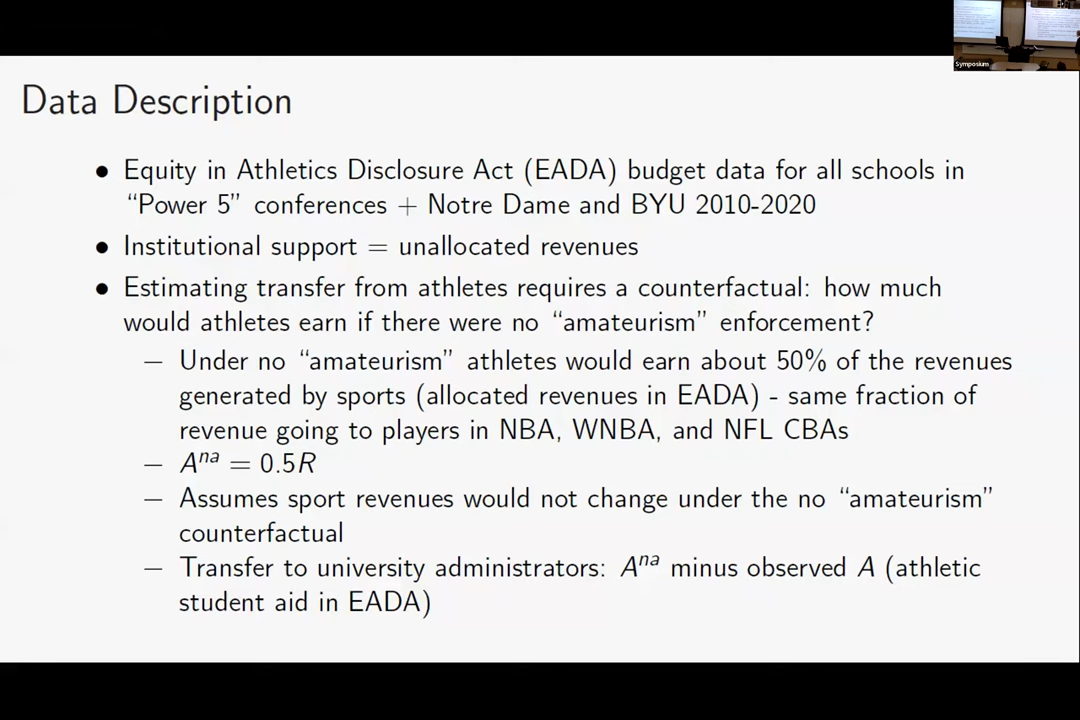 Symposium
Data Description
• Equity in Athletics Disclosure Act (EADA) budget data for all schools in
“Power 5” conferences + Notre Dame and BYU 2010-2020
• Institutional support = unallocated revenues
• Estimating transfer from athletes requires a counterfactual: how much
would athletes earn if there were no “amateurism” enforcement?
– Under no “amateurism” athletes would earn about 50% of the revenues
generated by sports (allocated revenues in EADA) - same fraction of
revenue going to players in NBA, WNBA, and NFL CBAs
– Aⁿᵃ = 0.5R
– Assumes sport revenues would not change under the no “amateurism”
counterfactual
– Transfer to university administrators: Aⁿᵃ minus observed A (athletic
student aid in EADA)